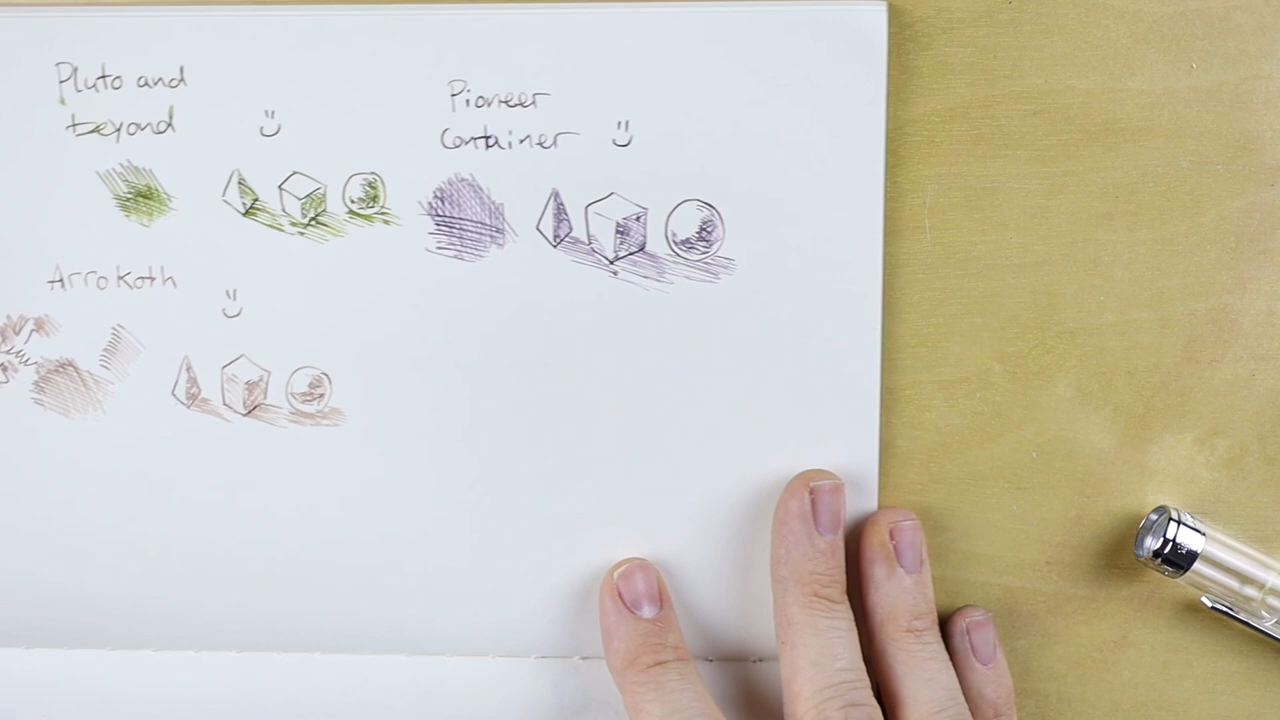 Pluto and
beyond
Pioneer
Container
Arrokoth